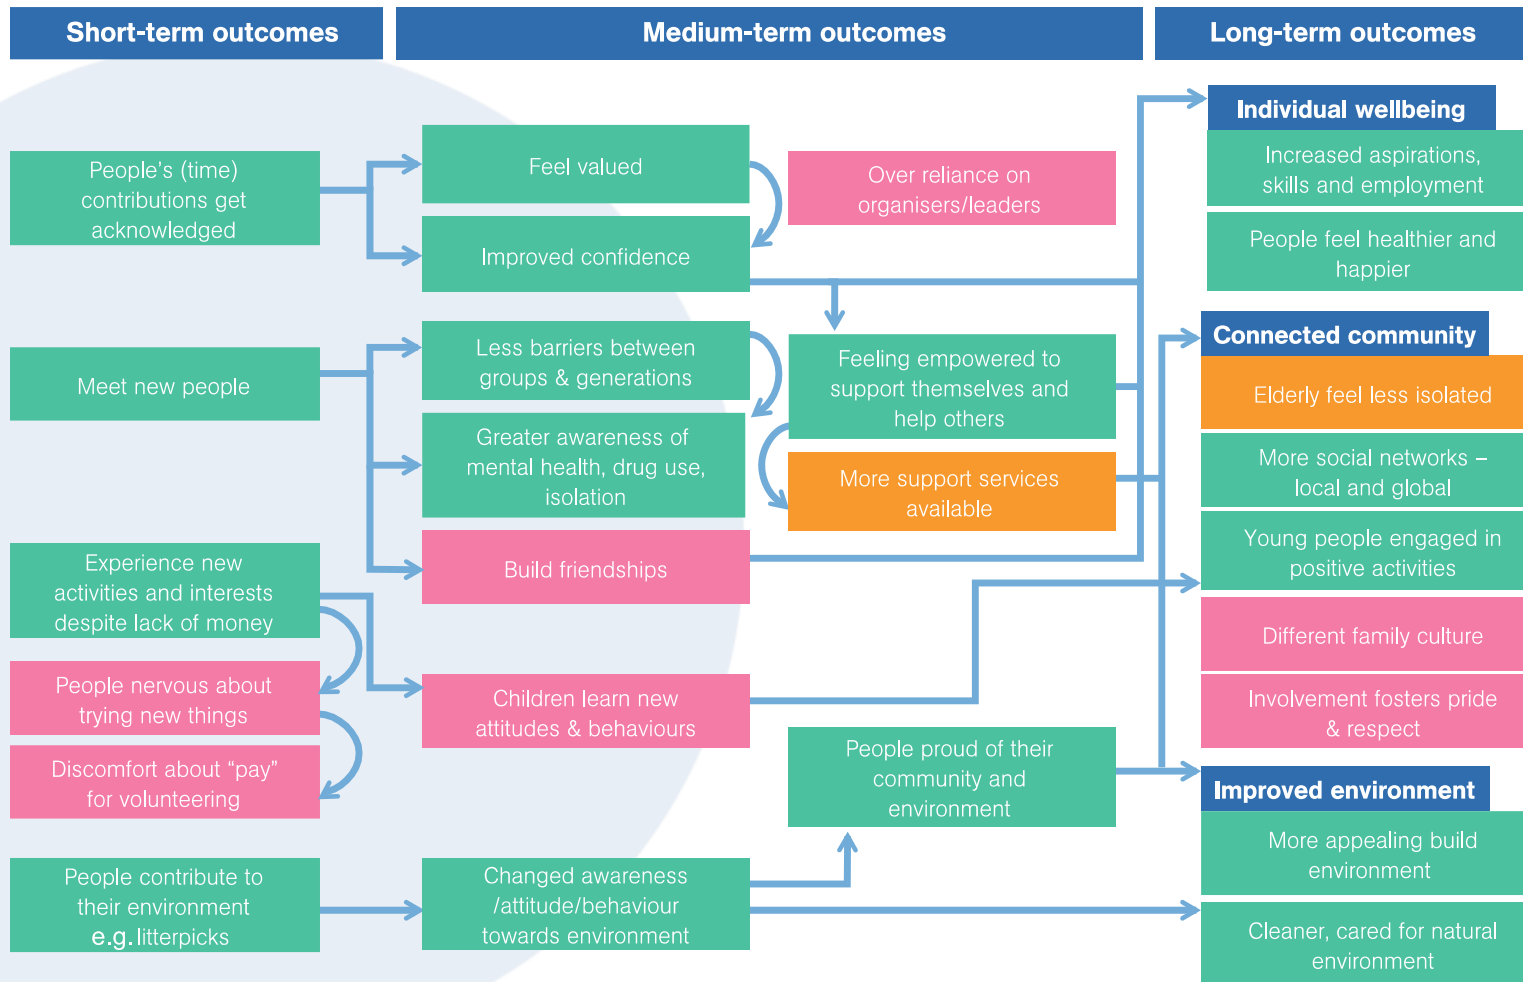 Short-term outcomes
Medium-term outcomes
Long-term outcomes
People’s (time)
contributions get
acknowledged
Meet new people
Experience new
activities and interests
despite lack of money
People nervous about
trying new things
Discomfort about “pay”
for volunteering
People contribute to
their environment
e.g. litterpicks
Feel valued
Improved confidence
Less barriers between
groups & generations
Greater awareness of
mental health, drug use,
isolation
Build friendships
Children learn new
attitudes & behaviours
Changed awareness
/attitude/behaviour
towards environment
Over reliance on
organisers/leaders
Feeling empowered to
support themselves and
help others
More support services
available
People proud of their
community and
environment
Individual wellbeing
Increased aspirations,
skills and employment
People feel healthier and
happier
Connected community
Elderly feel less isolated
More social networks –
local and global
Young people engaged in
positive activities
Different family culture
Involvement fosters pride
& respect
Improved environment
More appealing build
environment
Cleaner, cared for natural
environment